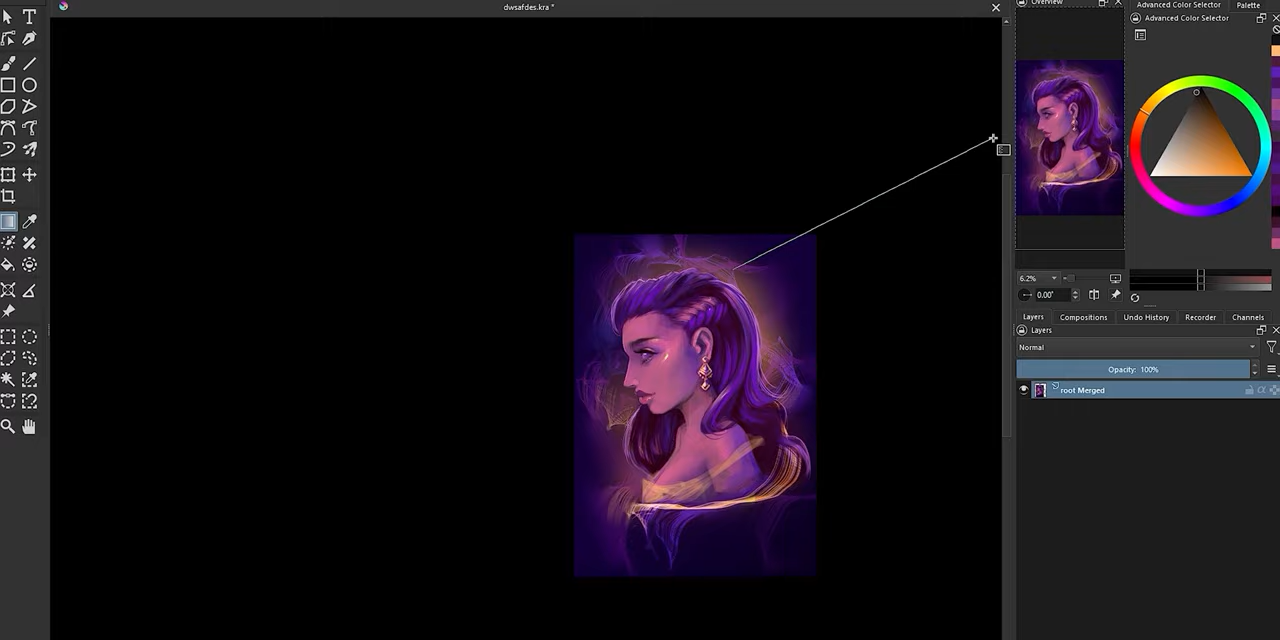 dwsafdes.kra *
Overview
Advanced Color Selector
Palette
Advanced Color Selector
6.2%
0.00°
Layers
Compositions
Undo History
Recorder
Channels
Layers
Normal
Opacity: 100%
root Merged